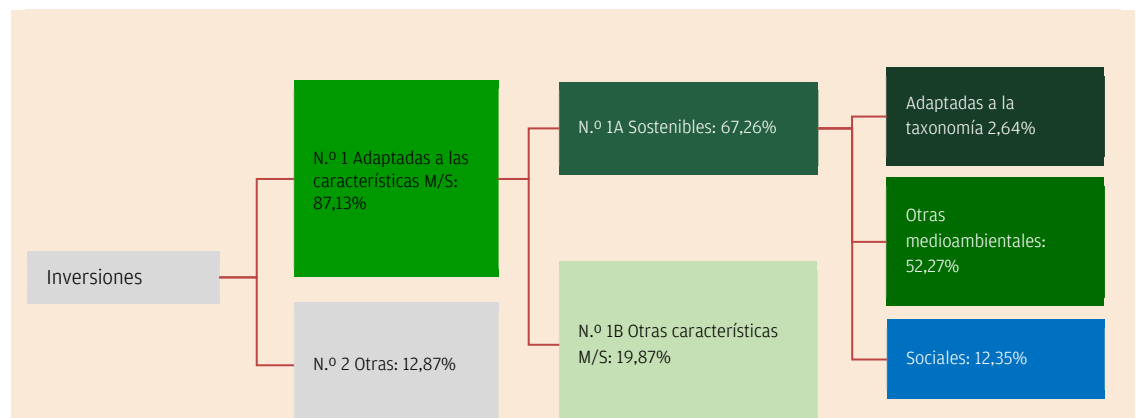 Inversiones
N.º 1 Adaptadas a las
características M/S:
87,13%
N.º 2 Otras: 12,87%
N.º 1A Sostenibles: 67,26%
N.º 1B Otras características
M/S: 19,87%
Adaptadas a la
taxonomía 2,64%
Otras
medioambientales:
52,27%
Sociales: 12,35%